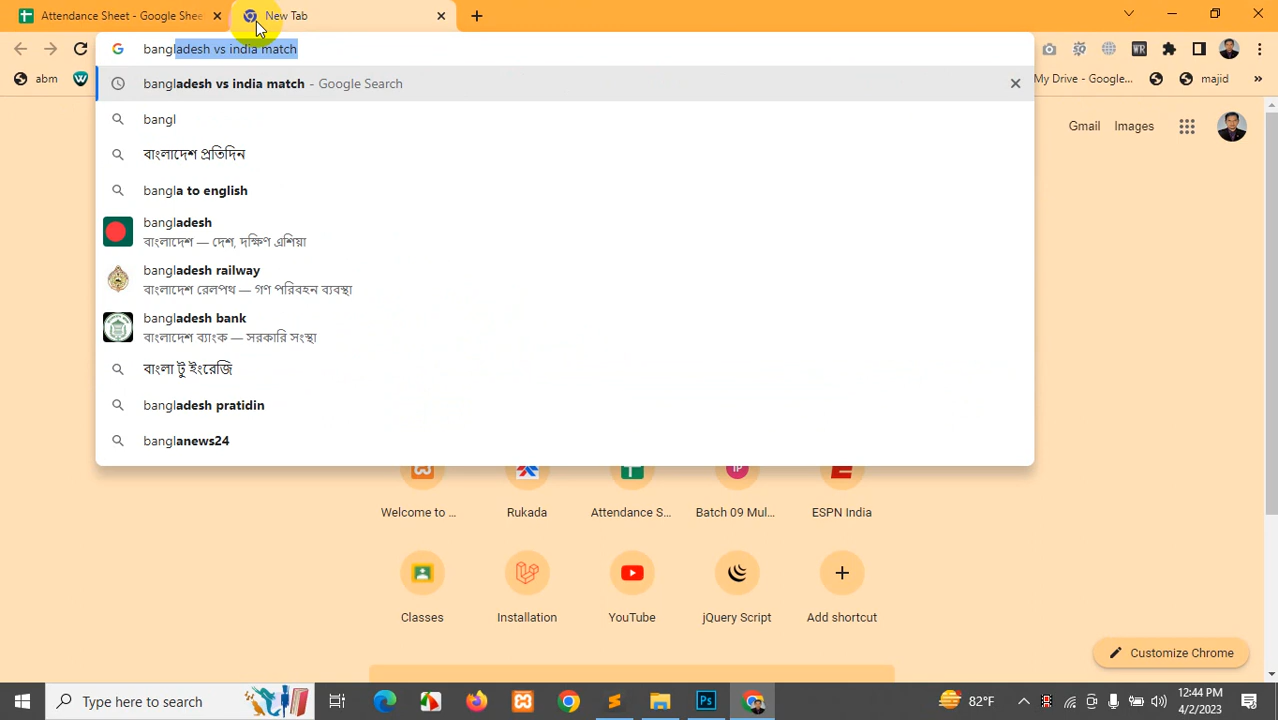 Attendance Sheet - Google Shee
New Tab
bangladesh vs india match
WR
abm
My Drive - Google...
majid
»
bangladesh vs india match - Google Search
bangl
বাংলাদেশ প্রতিদিন
bangla to english
bangladesh
বাংলাদেশ — দেশ, দক্ষিণ এশিয়া
bangladesh railway
বাংলাদেশ রেলপথ — গণ পরিবহন ব্যবস্থা
bangladesh bank
বাংলাদেশ ব্যাংক — সরকারি সংস্থা
বাংলা টু ইংরেজি
bangladesh pratidin
banglanews24
Gmail Images
Welcome to ... Rukada Attendance S... Batch 09 Mul... ESPN India
Classes Installation YouTube jQuery Script Add shortcut
Customize Chrome
Type here to search
Ps
82°F
12:44 PM
4/2/2023